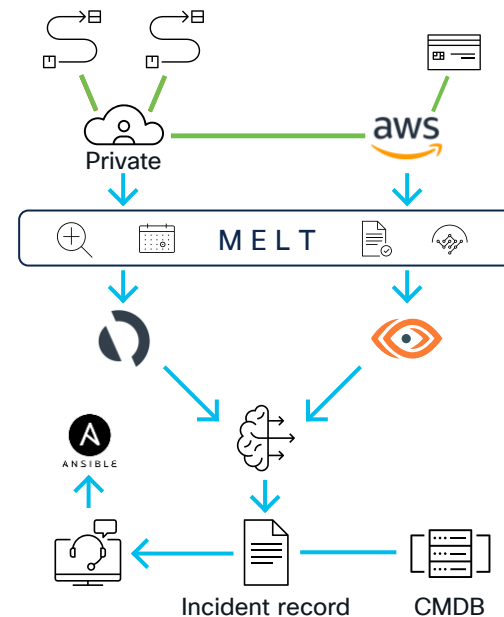 aws
Private
MELT
ANSIBLE
Incident record
CMDB